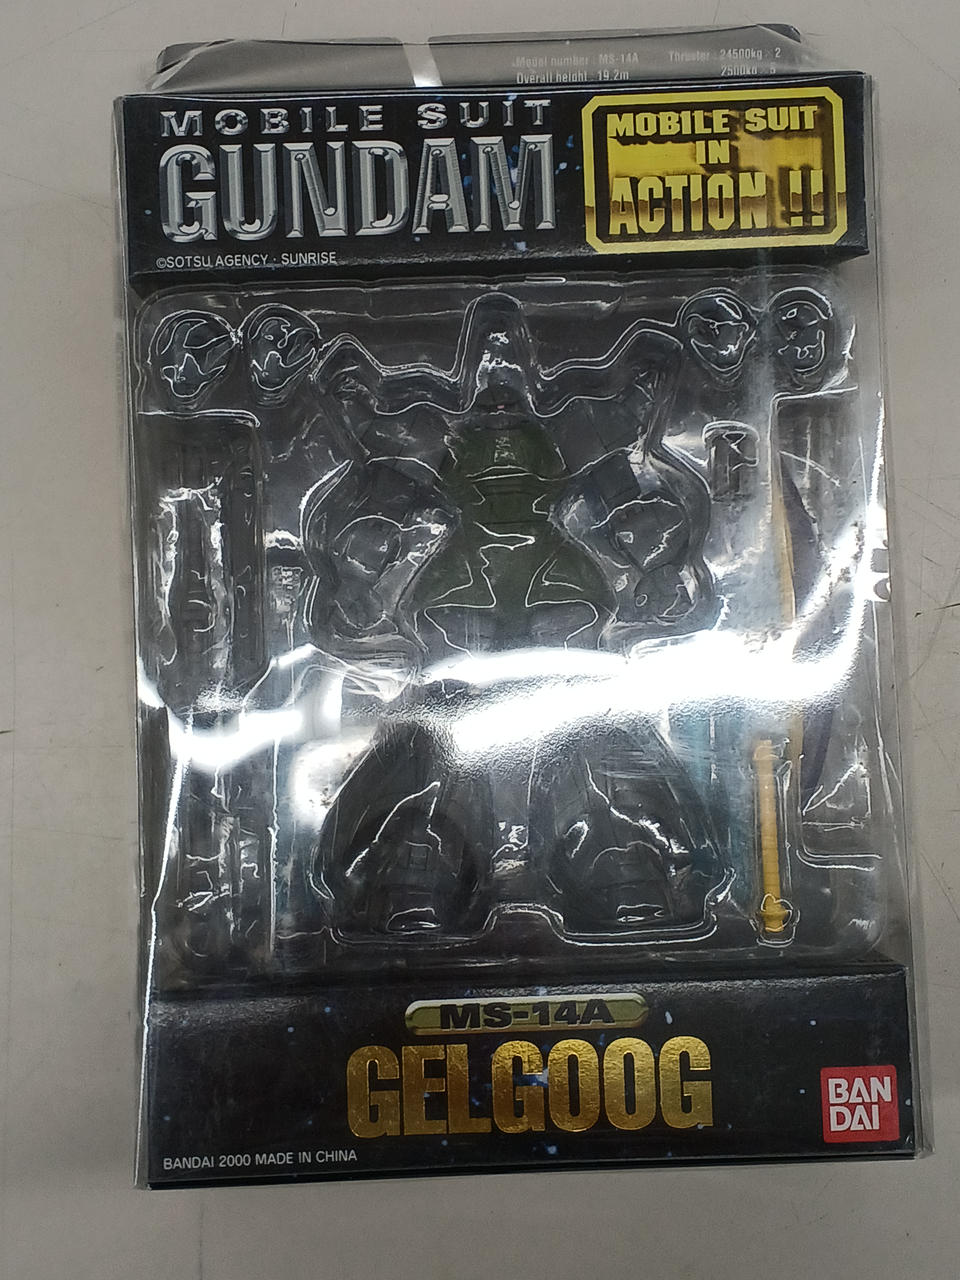 Model number : MS-14A
Thruster : 24500kg × 2
Overall height : 19.2m
2500kg × 5
MOBILE SUIT
GUNDAM
MOBILE SUIT
IN
ACTION !!
©SOTSU AGENCY · SUNRISE
MS-14A
GELGOOG
BAN
DAI
BANDAI 2000 MADE IN CHINA